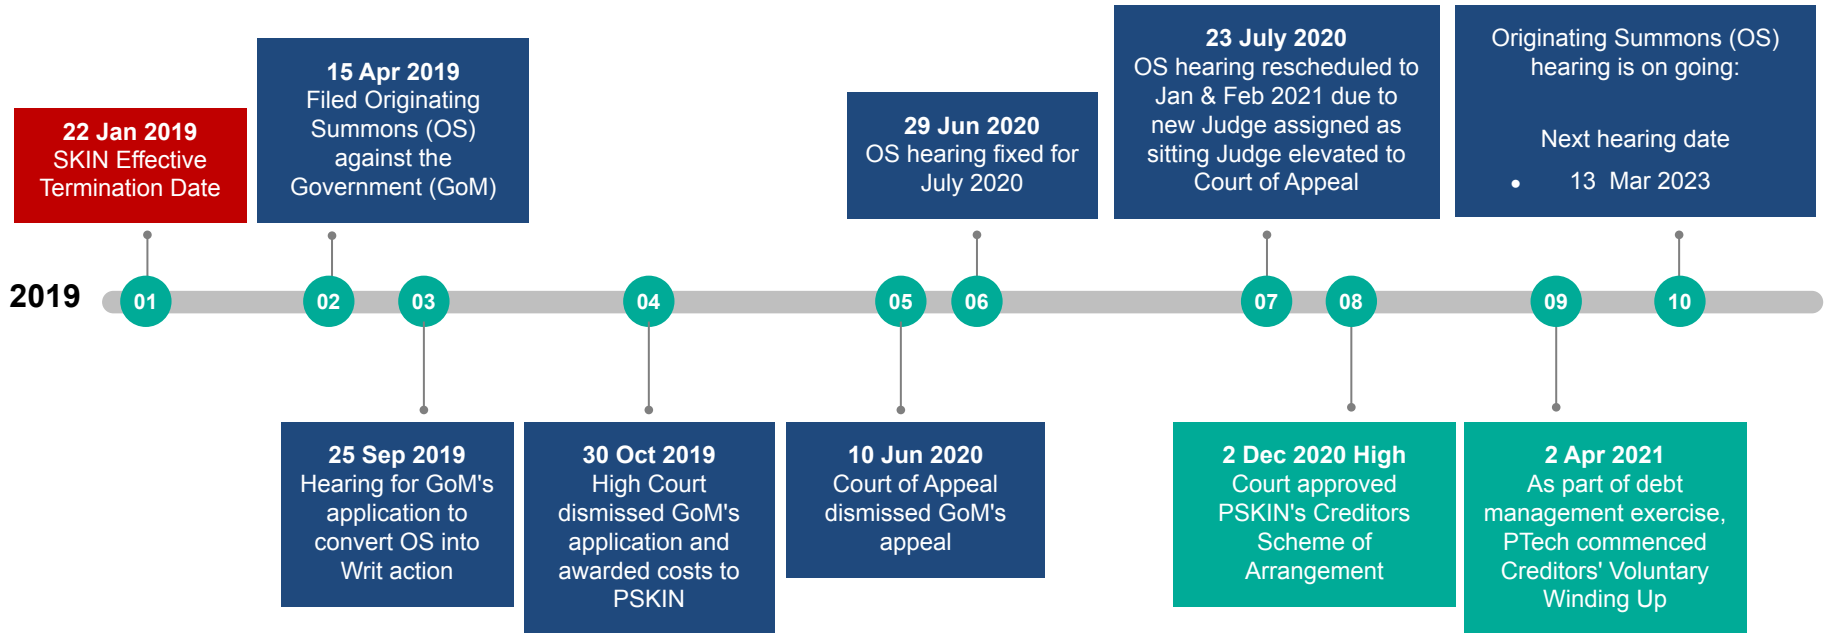 22 Jan 2019
SKIN Effective
Termination Date
15 Apr 2019
Filed Originating
Summons (OS)
against the
Government (GoM)
29 Jun 2020
OS hearing fixed for
July 2020
23 July 2020
OS hearing rescheduled to
Jan & Feb 2021 due to
new Judge assigned as
sitting Judge elevated to
Court of Appeal
Originating Summons (OS)
hearing is on going:
Next hearing date
• 13 Mar 2023
2019
01
02
03
04
05
06
07
08
09
10
25 Sep 2019
Hearing for GoM's
application to
convert OS into
Writ action
30 Oct 2019
High Court
dismissed GoM's
application and
awarded costs to
PSKIN
10 Jun 2020
Court of Appeal
dismissed GoM's
appeal
2 Dec 2020 High
Court approved
PSKIN's Creditors
Scheme of
Arrangement
2 Apr 2021
As part of debt
management exercise,
PTech commenced
Creditors' Voluntary
Winding Up